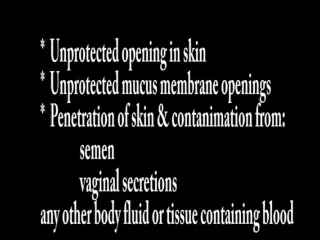 * Unprotected opening in skin
* Unprotected mucus membrane openings
* Penetration of skin & contanimation from:
semen
vaginal secretions
any other body fluid or tissue containing blood